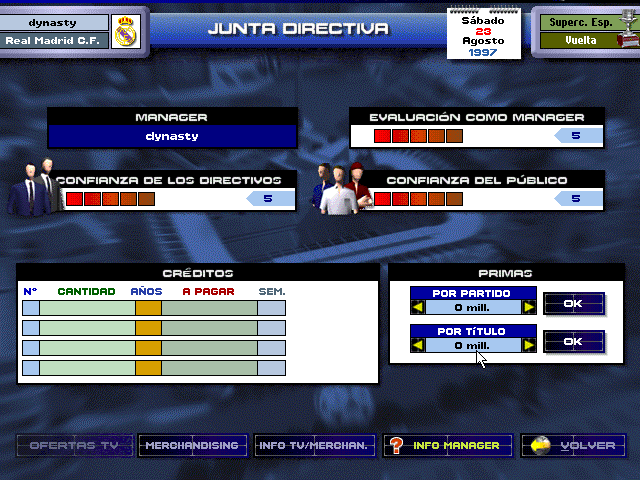 dynasty
Real Madrid C.F.
JUNTA DIRECTIVA
Sábado
23
Agosto
1997
Superc. Esp.
Vuelta
MANAGER
dynasty
EVALUACIÓN COMO MANAGER
5
CONFIANZA DE LOS DIRECTIVOS
5
CONFIANZA DEL PÚBLICO
5
CRÉDITOS
Nº CANTIDAD AÑOS A PAGAR SEM.
PRIMAS
POR PARTIDO
0 mill.
OK
POR TÍTULO
0 mill.
OK
OFERTAS TV
MERCHANDISING
INFO TV/MERCHAN.
INFO MANAGER
VOLVER